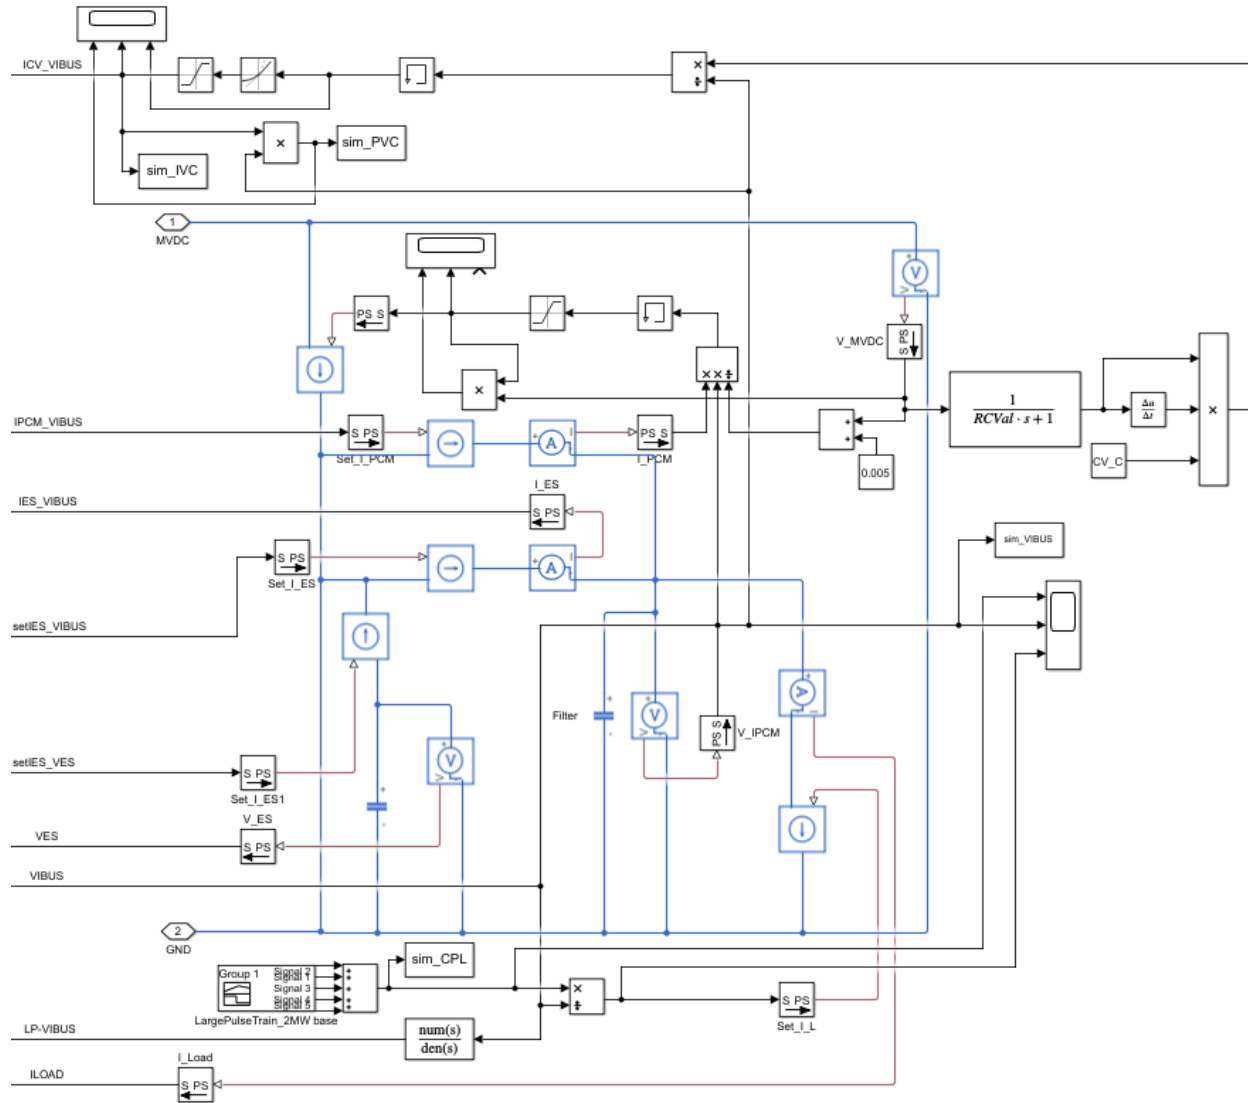 ICV_VIBUS
×
÷
×
sim_PVC
sim_IVC
1
MVDC
+
V
V
-
PS S
V_MVDC
S PS
××÷
×
1
RCVal · s + 1
Δu
Δt
×
IPCM_VIBUS
S PS
Set_I_PCM
+
A
I
PS S
I_PCM
+
+
0.005
CV_C
IES_VIBUS
I_ES
S PS
sim_VIBUS
S PS
Set_I_ES
+
A
I
setIES_VIBUS
Filter
+
-
+
V
V
PS S
V_IPCM
+
A
I
setIES_VES
S PS
Set_I_ES1
+
V
V
+
-
V_ES
VES
S PS
VIBUS
2
GND
sim_CPL
Group 1
Signal 2
Signal 1
Signal 3
Signal 4
Signal 5
+
+
+
+
+
LargePulseTrain_2MW base
×
÷
S PS
Set_I_L
LP-VIBUS
num(s)
den(s)
I_Load
ILOAD
S PS